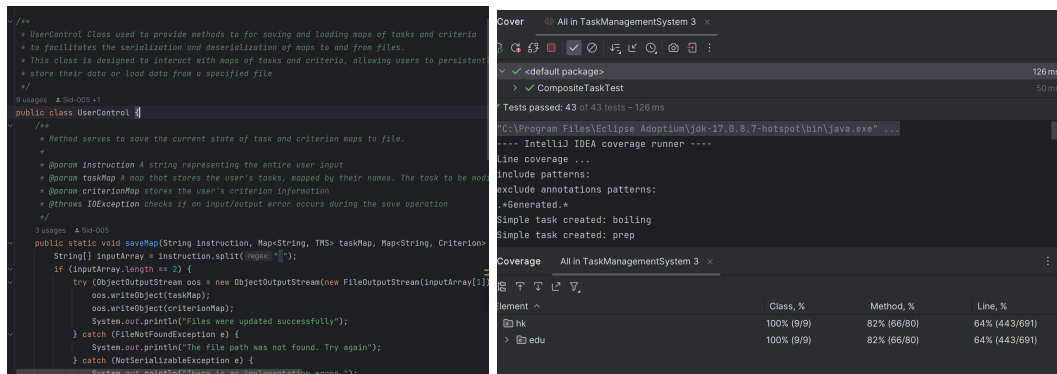 /**
* UserControl Class used to provide methods to for saving and loading maps of tasks and criteria
* to facilitates the serialization and deserialization of maps to and from files.
* This class is designed to interact with maps of tasks and criteria, allowing users to persistentl
* store their data or load data from a specified file
*/
9 usages Sid-005 +1
public class UserControl {
/**
* Method serves to save the current state of task and criterion maps to file.
*
* @param instruction A string representing the entire user input
* @param taskMap A map that stores the user's tasks, mapped by their names. The task to be modi
* @param criterionMap stores the user's criterion information
* @throws IOException checks if an input/output error occurs during the save operation
*/
3 usages Sid-005
public static void saveMap(String instruction, Map<String, TMS> taskMap, Map<String, Criterion>
String[] inputArray = instruction.split( regex: " ");
if (inputArray.length == 2) {
try (ObjectOutputStream oos = new ObjectOutputStream(new FileOutputStream(inputArray[1])
oos.writeObject(taskMap);
oos.writeObject(criterionMap);
System.out.println("Files were updated successfully");
} catch (FileNotFoundException e) {
System.out.println("The file path was not found. Try again");
} catch (NotSerializableException e) {
System.out.println("There is an implementation error.");
Cover All in TaskManagementSystem 3 ×
<default package> 126 ms
CompositeTaskTest 50 ms
Tests passed: 43 of 43 tests – 126 ms
"C:\Program Files\Eclipse Adoptium\jdk-17.0.8.7-hotspot\bin\java.exe" ...
---- IntelliJ IDEA coverage runner ----
Line coverage ...
include patterns:
exclude annotations patterns:
.*Generated.*
Simple task created: boiling
Simple task created: prep
Coverage All in TaskManagementSystem 3 ×
Element Class, % Method, % Line, %
hk 100% (9/9) 82% (66/80) 64% (443/691)
edu 100% (9/9) 82% (66/80) 64% (443/691)